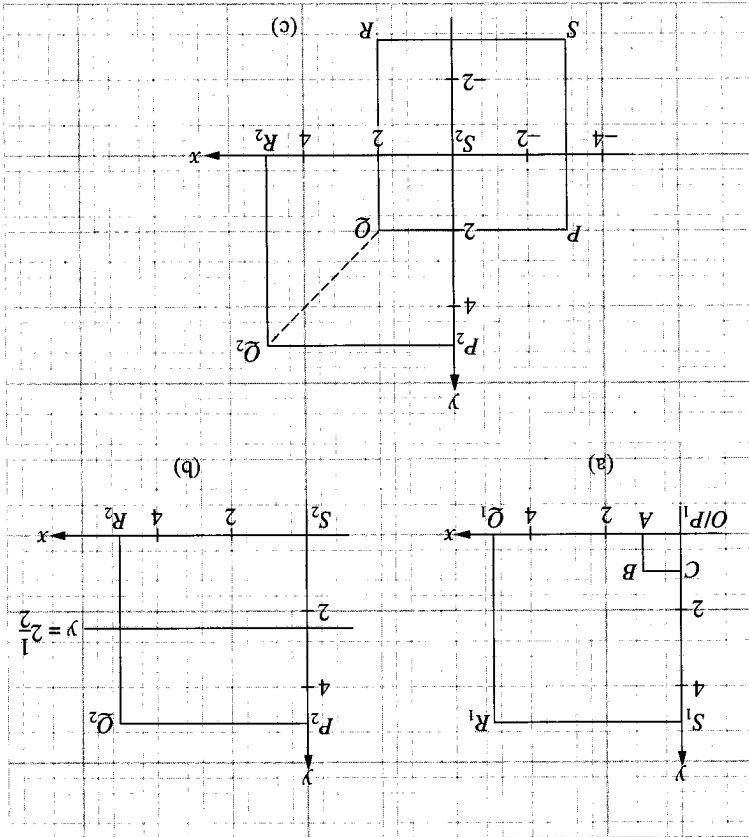 y
S₁ R₁
4
2
C B
O/P₁ A 2 4 Q₁ x
(a)
y
P₂ Q₂
4
y = 2½
2
S₂ 2 4 R₂ x
(b)
y
P₂ Q₂
4
P 2 Q
−4 −2 S₂ 2 4 R₂ x
−2
S R
(c)